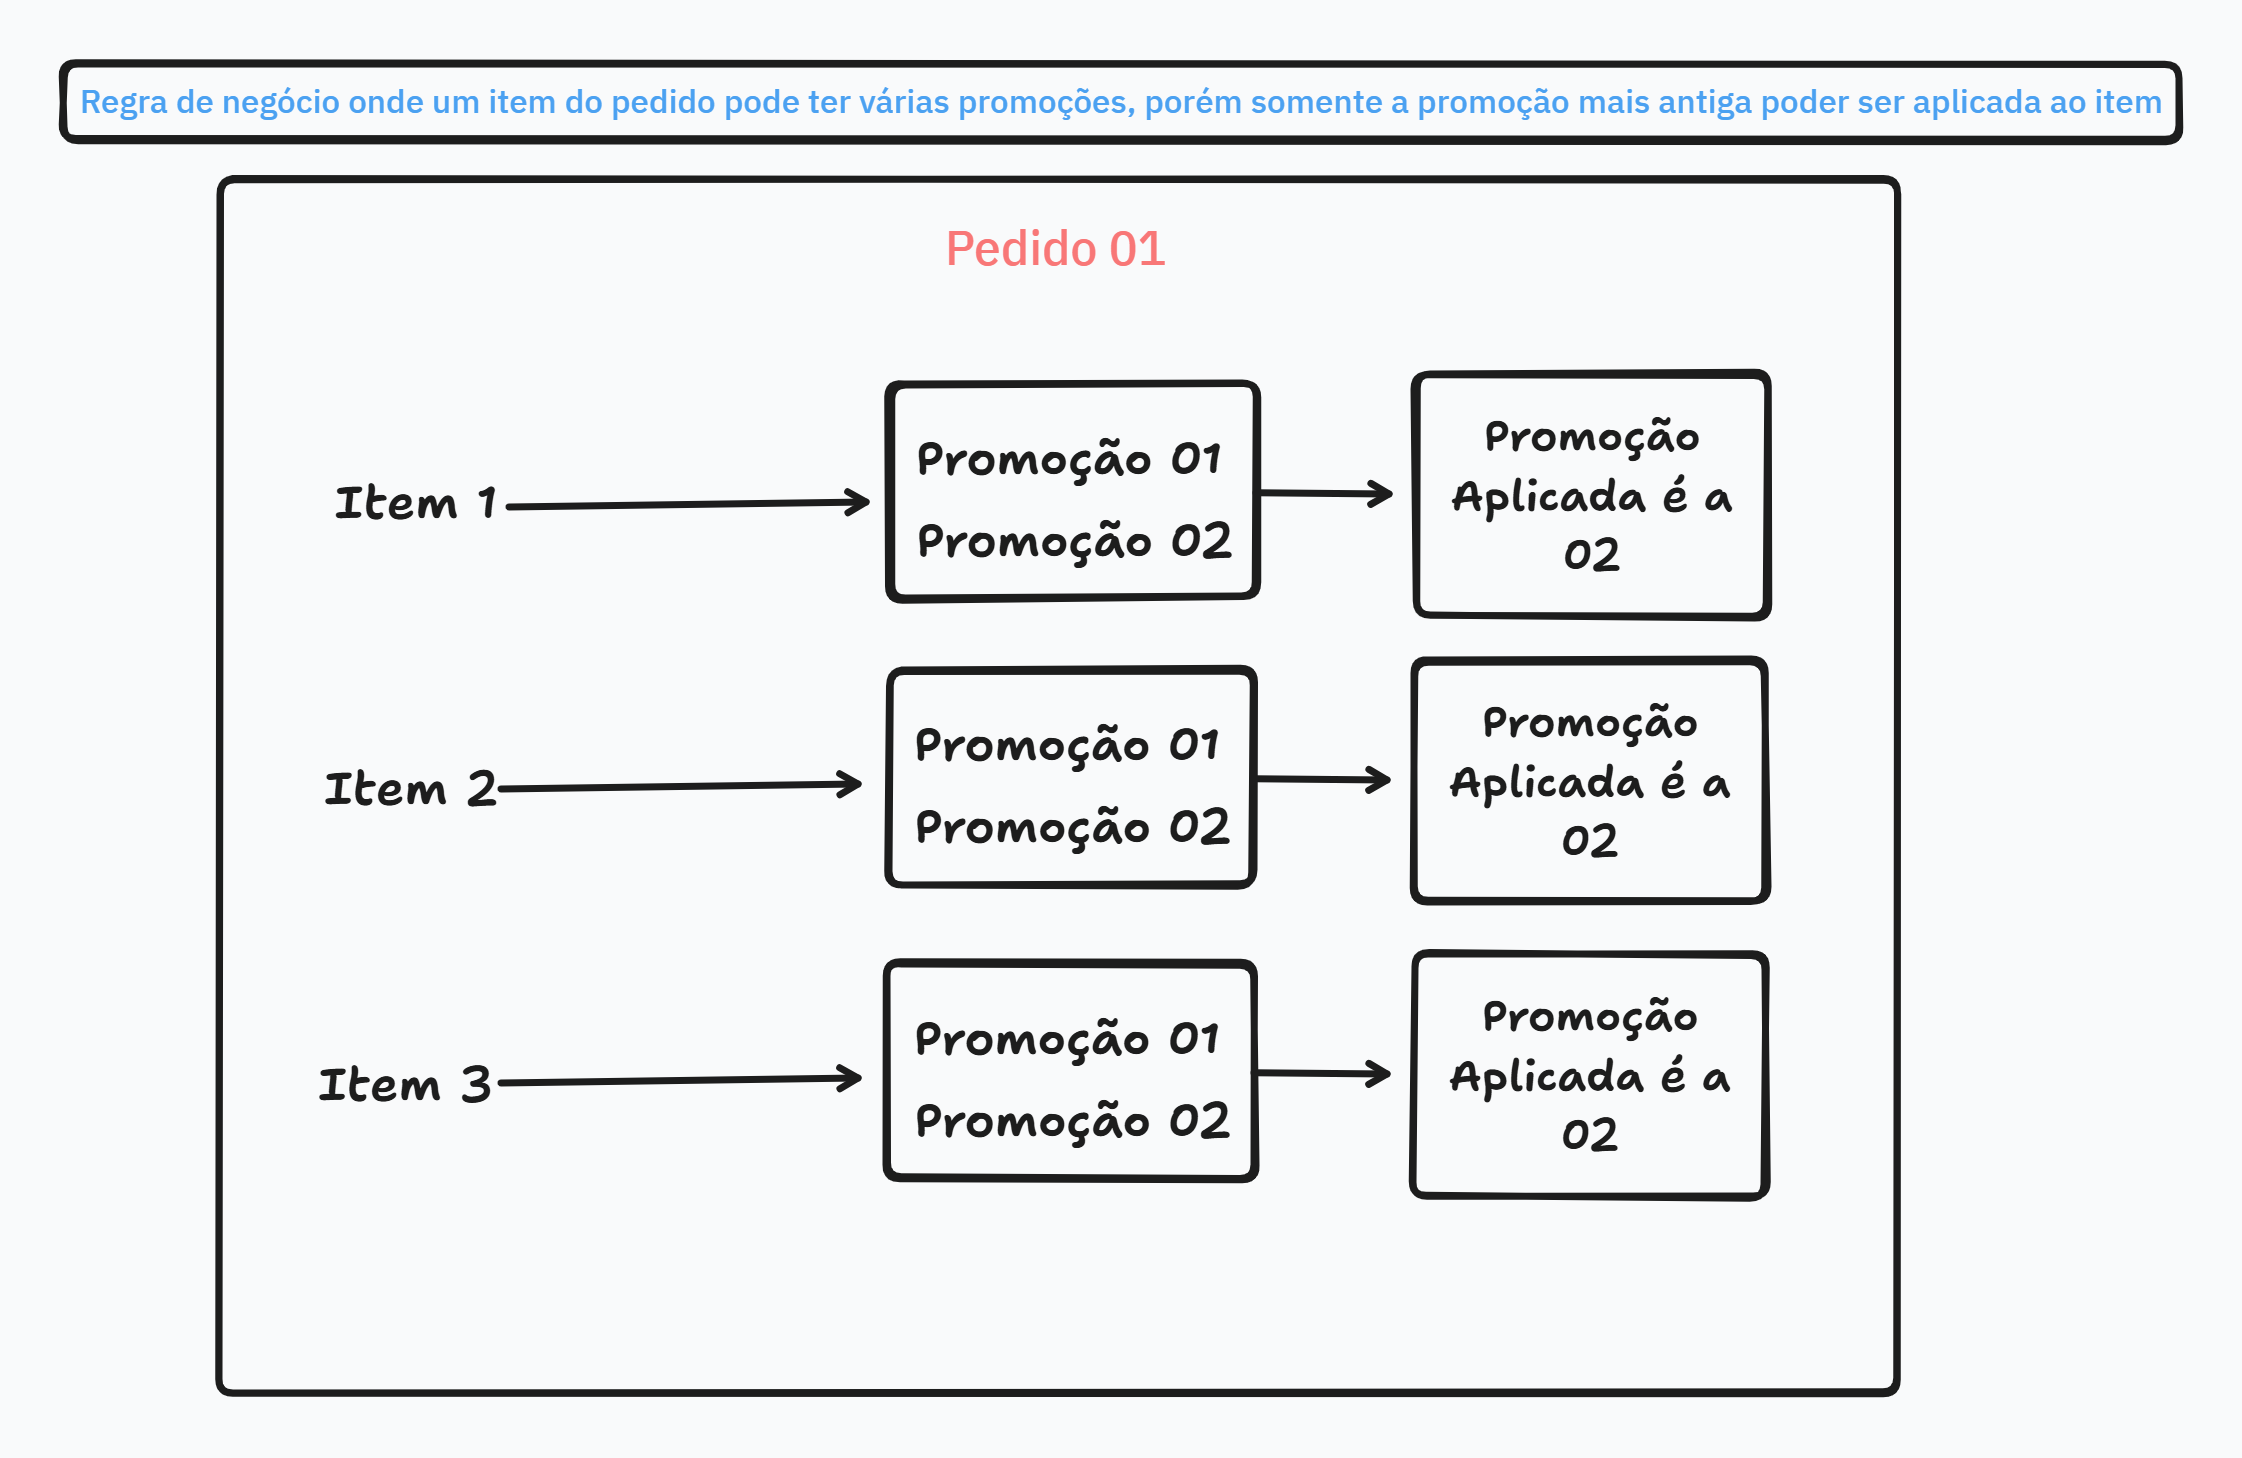 Regra de negócio onde um item do pedido pode ter várias promoções, porém somente a promoção mais antiga poder ser aplicada ao item
Pedido 01
Item 1
Promoção 01
Promoção 02
Promoção
Aplicada é a
02
Item 2
Promoção 01
Promoção 02
Promoção
Aplicada é a
02
Item 3
Promoção 01
Promoção 02
Promoção
Aplicada é a
02